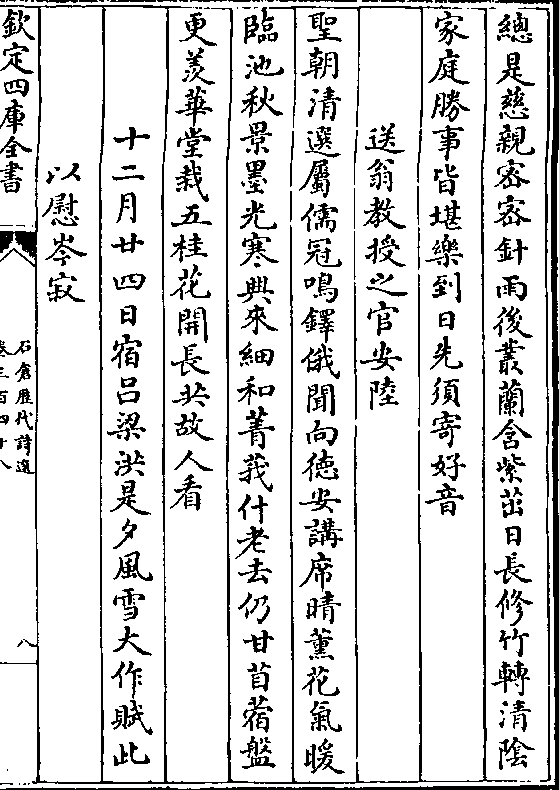 總是慈親宻宻針雨後叢蘭含紫茁日長修竹轉清陰
家庭勝事皆堪樂到日先須寄好音
送翁教授之官安陸
聖朝清選屬儒冠鳴鐸俄聞向徳安講席晴薫花氣暖
臨池秋景墨光寒興來細和菁莪什老去仍甘苜蓿盤
更羨華堂栽五桂花開長共故人看
十二月廿四日宿吕梁洪是夕風雪大作賦此
以慰岑寂
欽定四庫全書
石倉歷代詩選
卷三百四十八
八